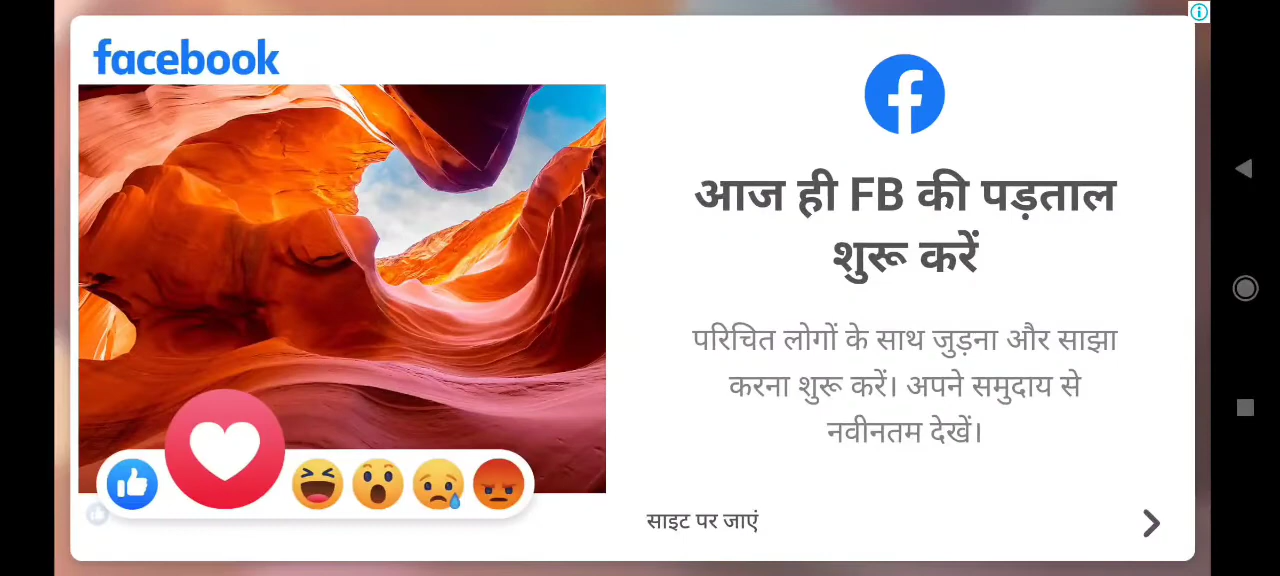 facebook
आज ही FB की पड़ताल
शुरू करें
परिचित लोगों के साथ जुड़ना और साझा
करना शुरू करें। अपने समुदाय से
नवीनतम देखें।
साइट पर जाएं